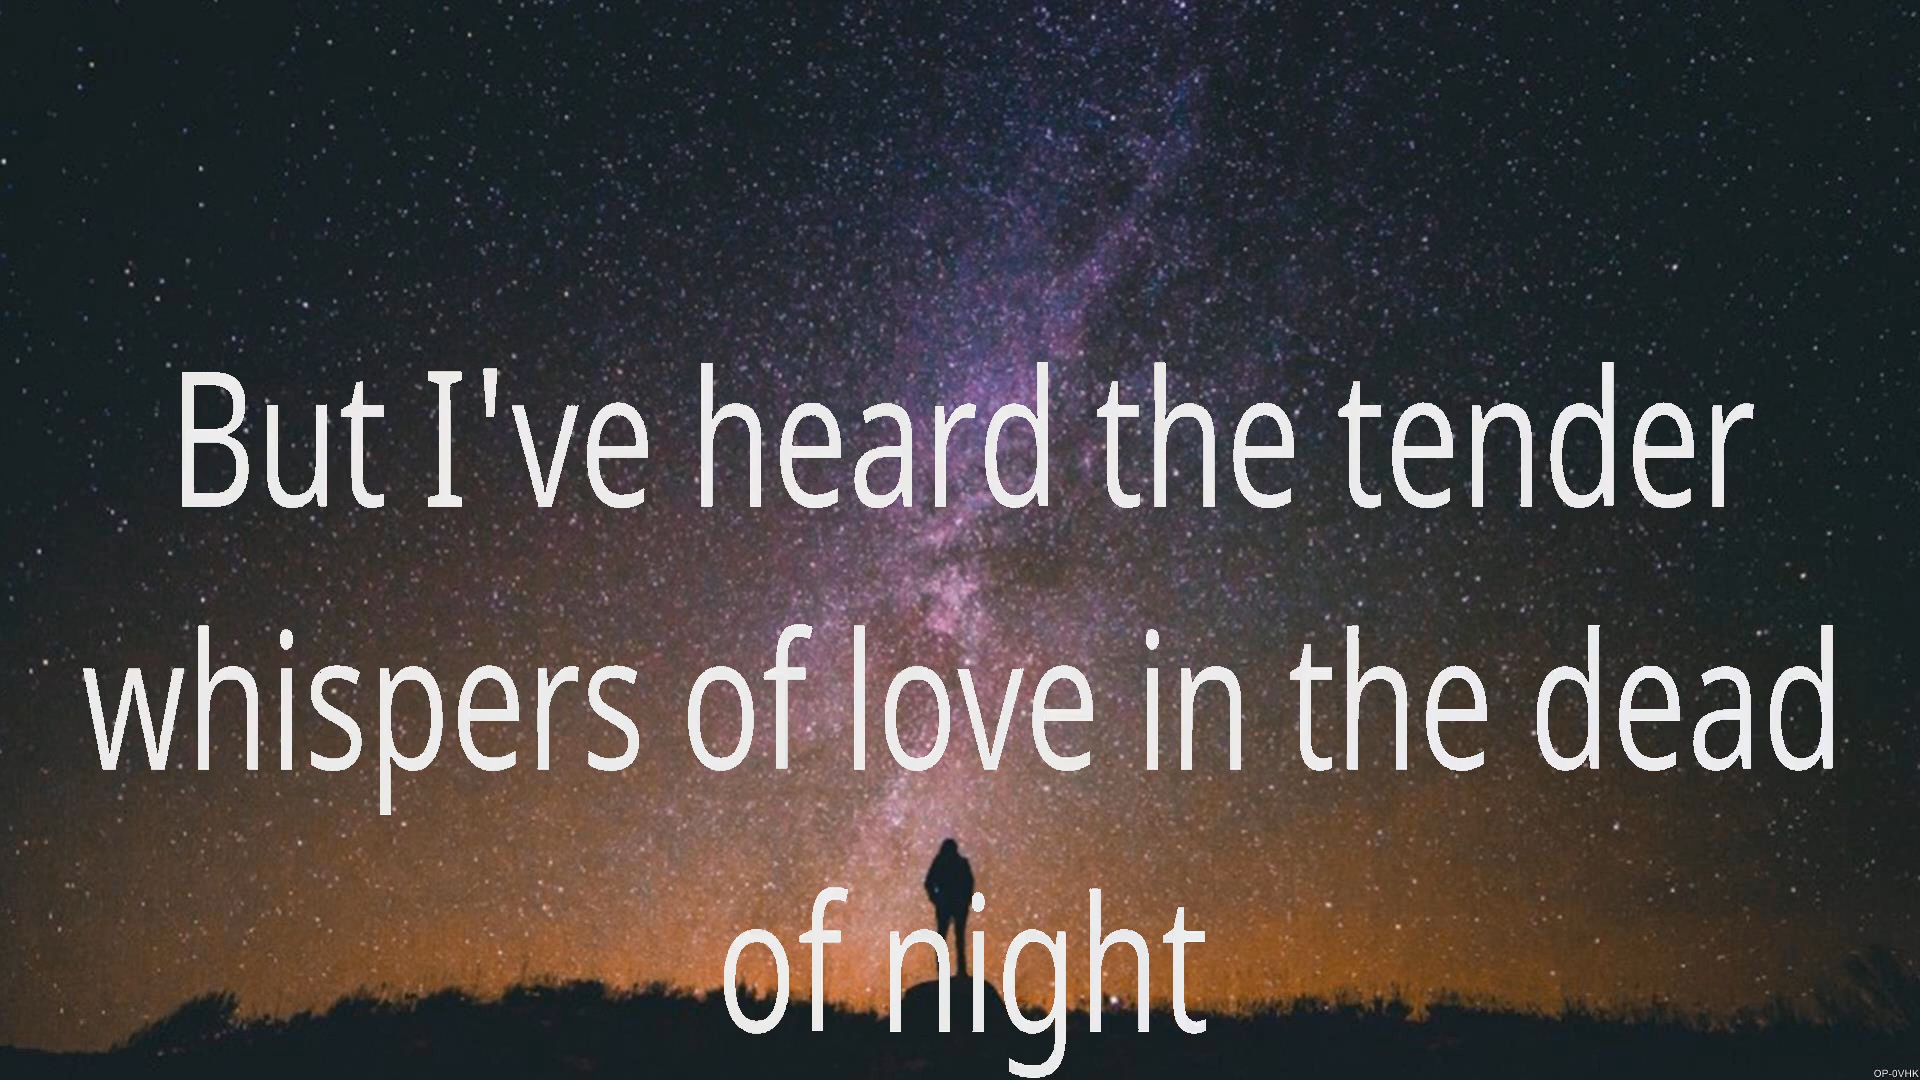 But I've heard the tender
whispers of love in the dead
of night
OP-0VHK